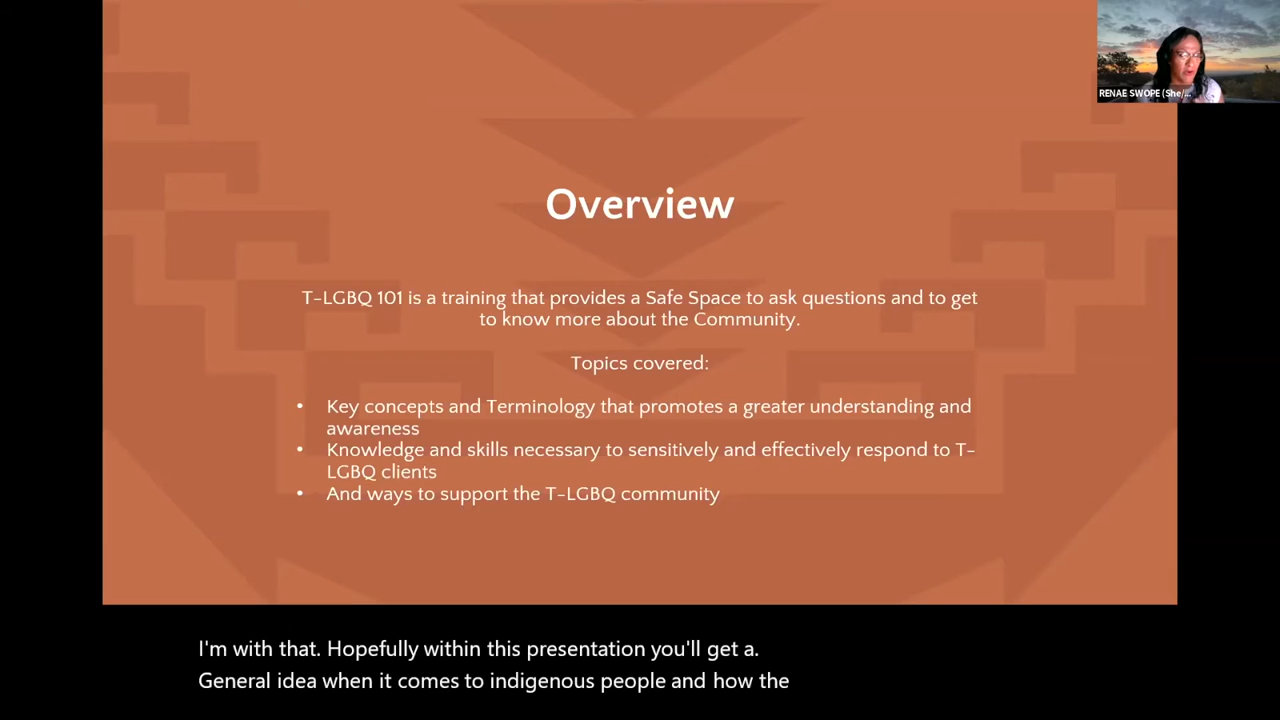 RENAE SWOPE (She/...
Overview
T-LGBQ 101 is a training that provides a Safe Space to ask questions and to get
to know more about the Community.
Topics covered:
• Key concepts and Terminology that promotes a greater understanding and
awareness
• Knowledge and skills necessary to sensitively and effectively respond to T-
LGBQ clients
• And ways to support the T-LGBQ community
I'm with that. Hopefully within this presentation you'll get a.
General idea when it comes to indigenous people and how the